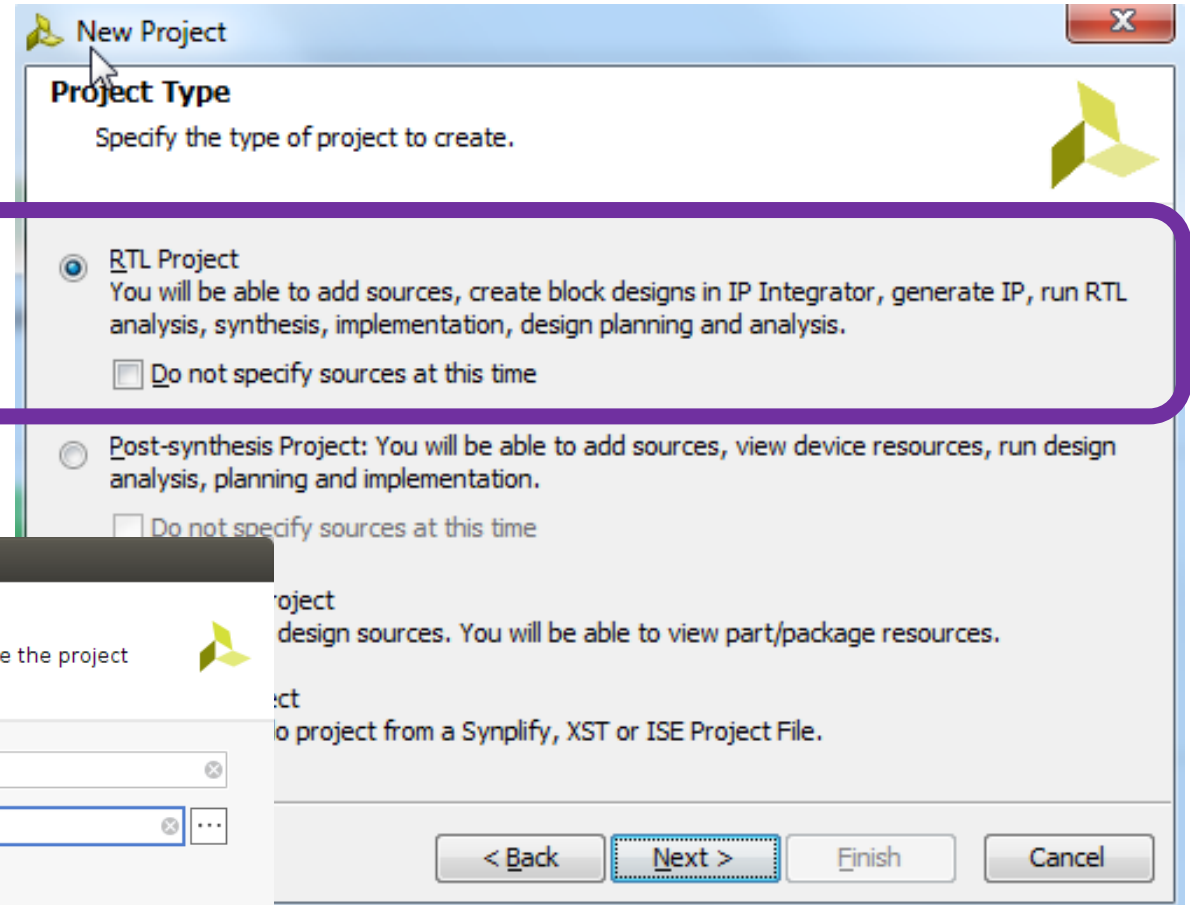 New Project
X
Project Type
Specify the type of project to create.
RTL Project
You will be able to add sources, create block designs in IP Integrator, generate IP, run RTL
analysis, synthesis, implementation, design planning and analysis.
Do not specify sources at this time
Post-synthesis Project: You will be able to add sources, view device resources, run design
analysis, planning and implementation.
Do not specify sources at this time
design sources. You will be able to view part/package resources.
project from a Synplify, XST or ISE Project File.
the project
...
< Back
Next >
Finish
Cancel